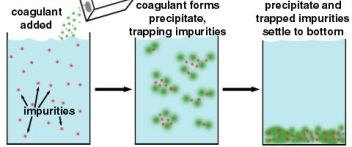 coagulant
added
coagulant forms
precipitate,
trapping impurities
precipitate and
trapped impurities
settle to bottom
impurities